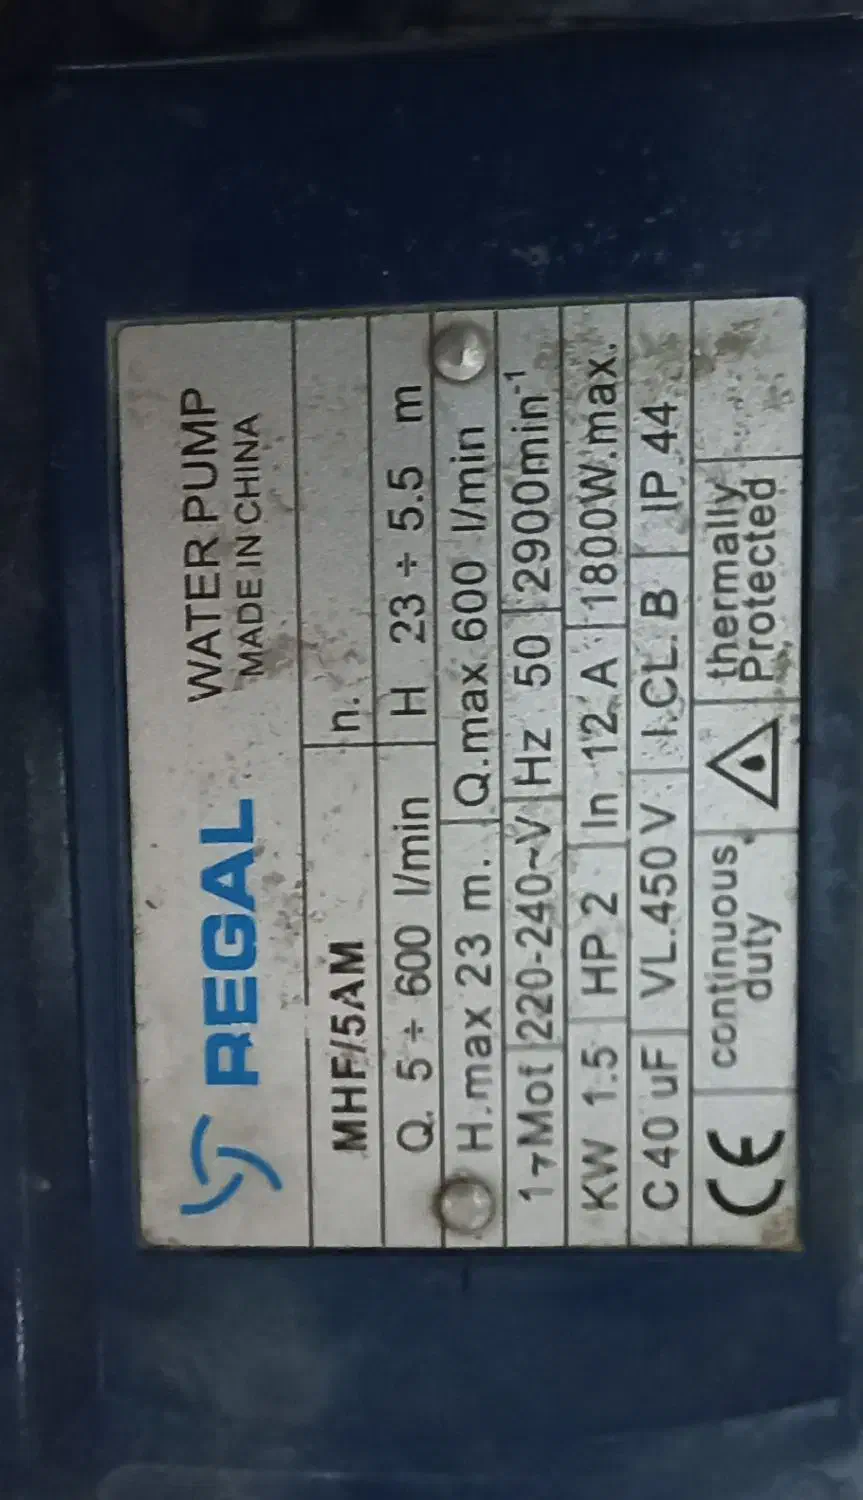 REGAL WATER PUMP
MADE IN CHINA
MHF/5AM n.
Q. 5 ÷ 600 l/min H 23 ÷ 5.5 m
H.max 23 m. Q.max 600 l/min
1~Mot 220-240~V Hz 50 2900min-1
KW 1.5 HP 2 In 12 A 1800W.max.
C 40 uF VL.450 V I.CL. B IP 44
CE continuous duty thermally Protected